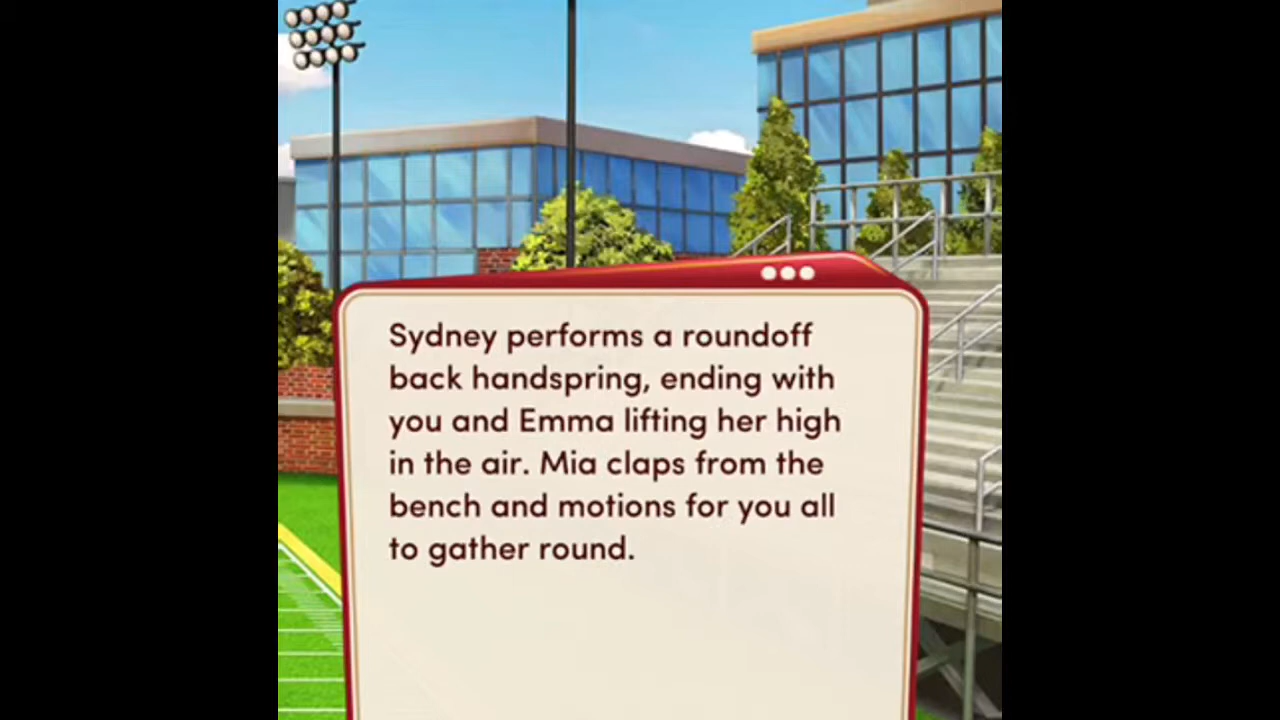 Sydney performs a roundoff
back handspring, ending with
you and Emma lifting her high
in the air. Mia claps from the
bench and motions for you all
to gather round.